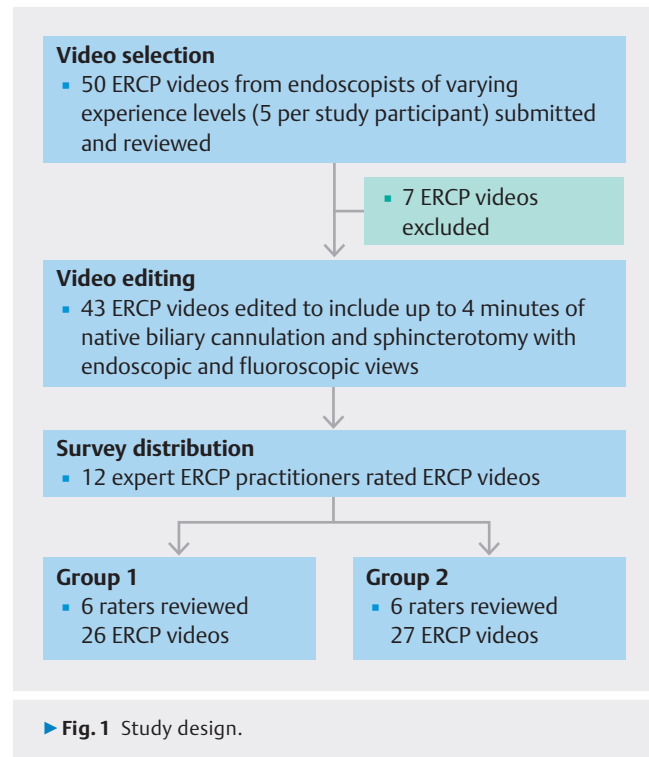 Video selection
▪ 50 ERCP videos from endoscopists of varying
experience levels (5 per study participant) submitted
and reviewed
▪ 7 ERCP videos
excluded
Video editing
▪ 43 ERCP videos edited to include up to 4 minutes of
native biliary cannulation and sphincterotomy with
endoscopic and fluoroscopic views
Survey distribution
▪ 12 expert ERCP practitioners rated ERCP videos
Group 1
▪ 6 raters reviewed
26 ERCP videos
Group 2
▪ 6 raters reviewed
27 ERCP videos
▶ Fig. 1 Study design.